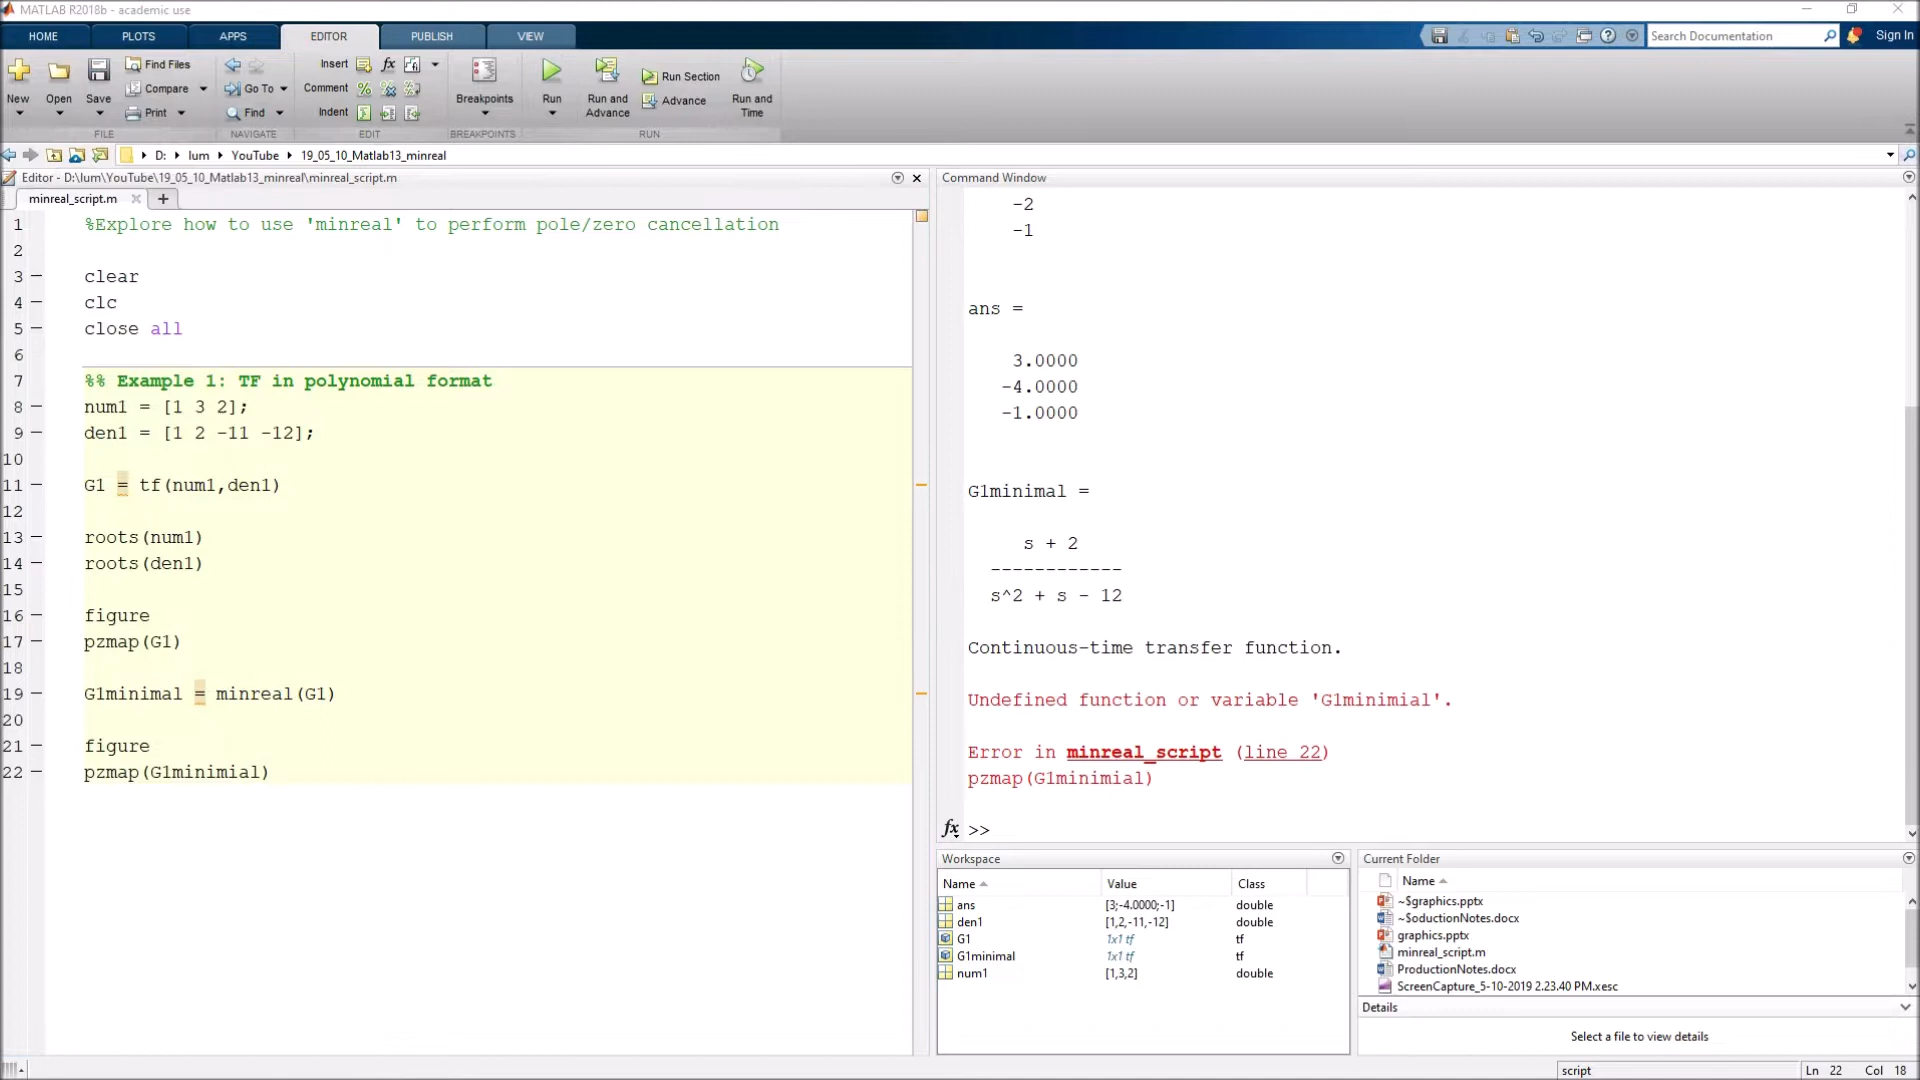 MATLAB R2018b - academic use
HOME PLOTS APPS EDITOR PUBLISH VIEW
Search Documentation Sign In
New Open Save Find Files Compare Print
Go To Find
Insert fx
Comment
Indent
Breakpoints Run Run and Advance Run Section Advance Run and Time
FILE NAVIGATE EDIT BREAKPOINTS RUN
D: lum YouTube 19_05_10_Matlab13_minreal
Editor - D:\lum\YouTube\19_05_10_Matlab13_minreal\minreal_script.m
minreal_script.m
1 %Explore how to use 'minreal' to perform pole/zero cancellation
2
3 clear
4 clc
5 close all
6
7 %% Example 1: TF in polynomial format
8 num1 = [1 3 2];
9 den1 = [1 2 -11 -12];
10
11 G1 = tf(num1,den1)
12
13 roots(num1)
14 roots(den1)
15
16 figure
17 pzmap(G1)
18
19 G1minimal = minreal(G1)
20
21 figure
22 pzmap(G1minimial)
Command Window
-2
-1
ans =
3.0000
-4.0000
-1.0000
G1minimal =
s + 2
------------
s^2 + s - 12
Continuous-time transfer function.
Undefined function or variable 'G1minimial'.
Error in minreal_script (line 22)
pzmap(G1minimial)
fx >>
Workspace
Name Value Class
ans [3;-4.0000;-1] double
den1 [1,2,-11,-12] double
G1 1x1 tf tf
G1minimal 1x1 tf tf
num1 [1,3,2] double
Current Folder
Name
~$graphics.pptx
~$oductionNotes.docx
graphics.pptx
minreal_script.m
ProductionNotes.docx
ScreenCapture_5-10-2019 2.23.40 PM.xesc
Details
Select a file to view details
script Ln 22 Col 18